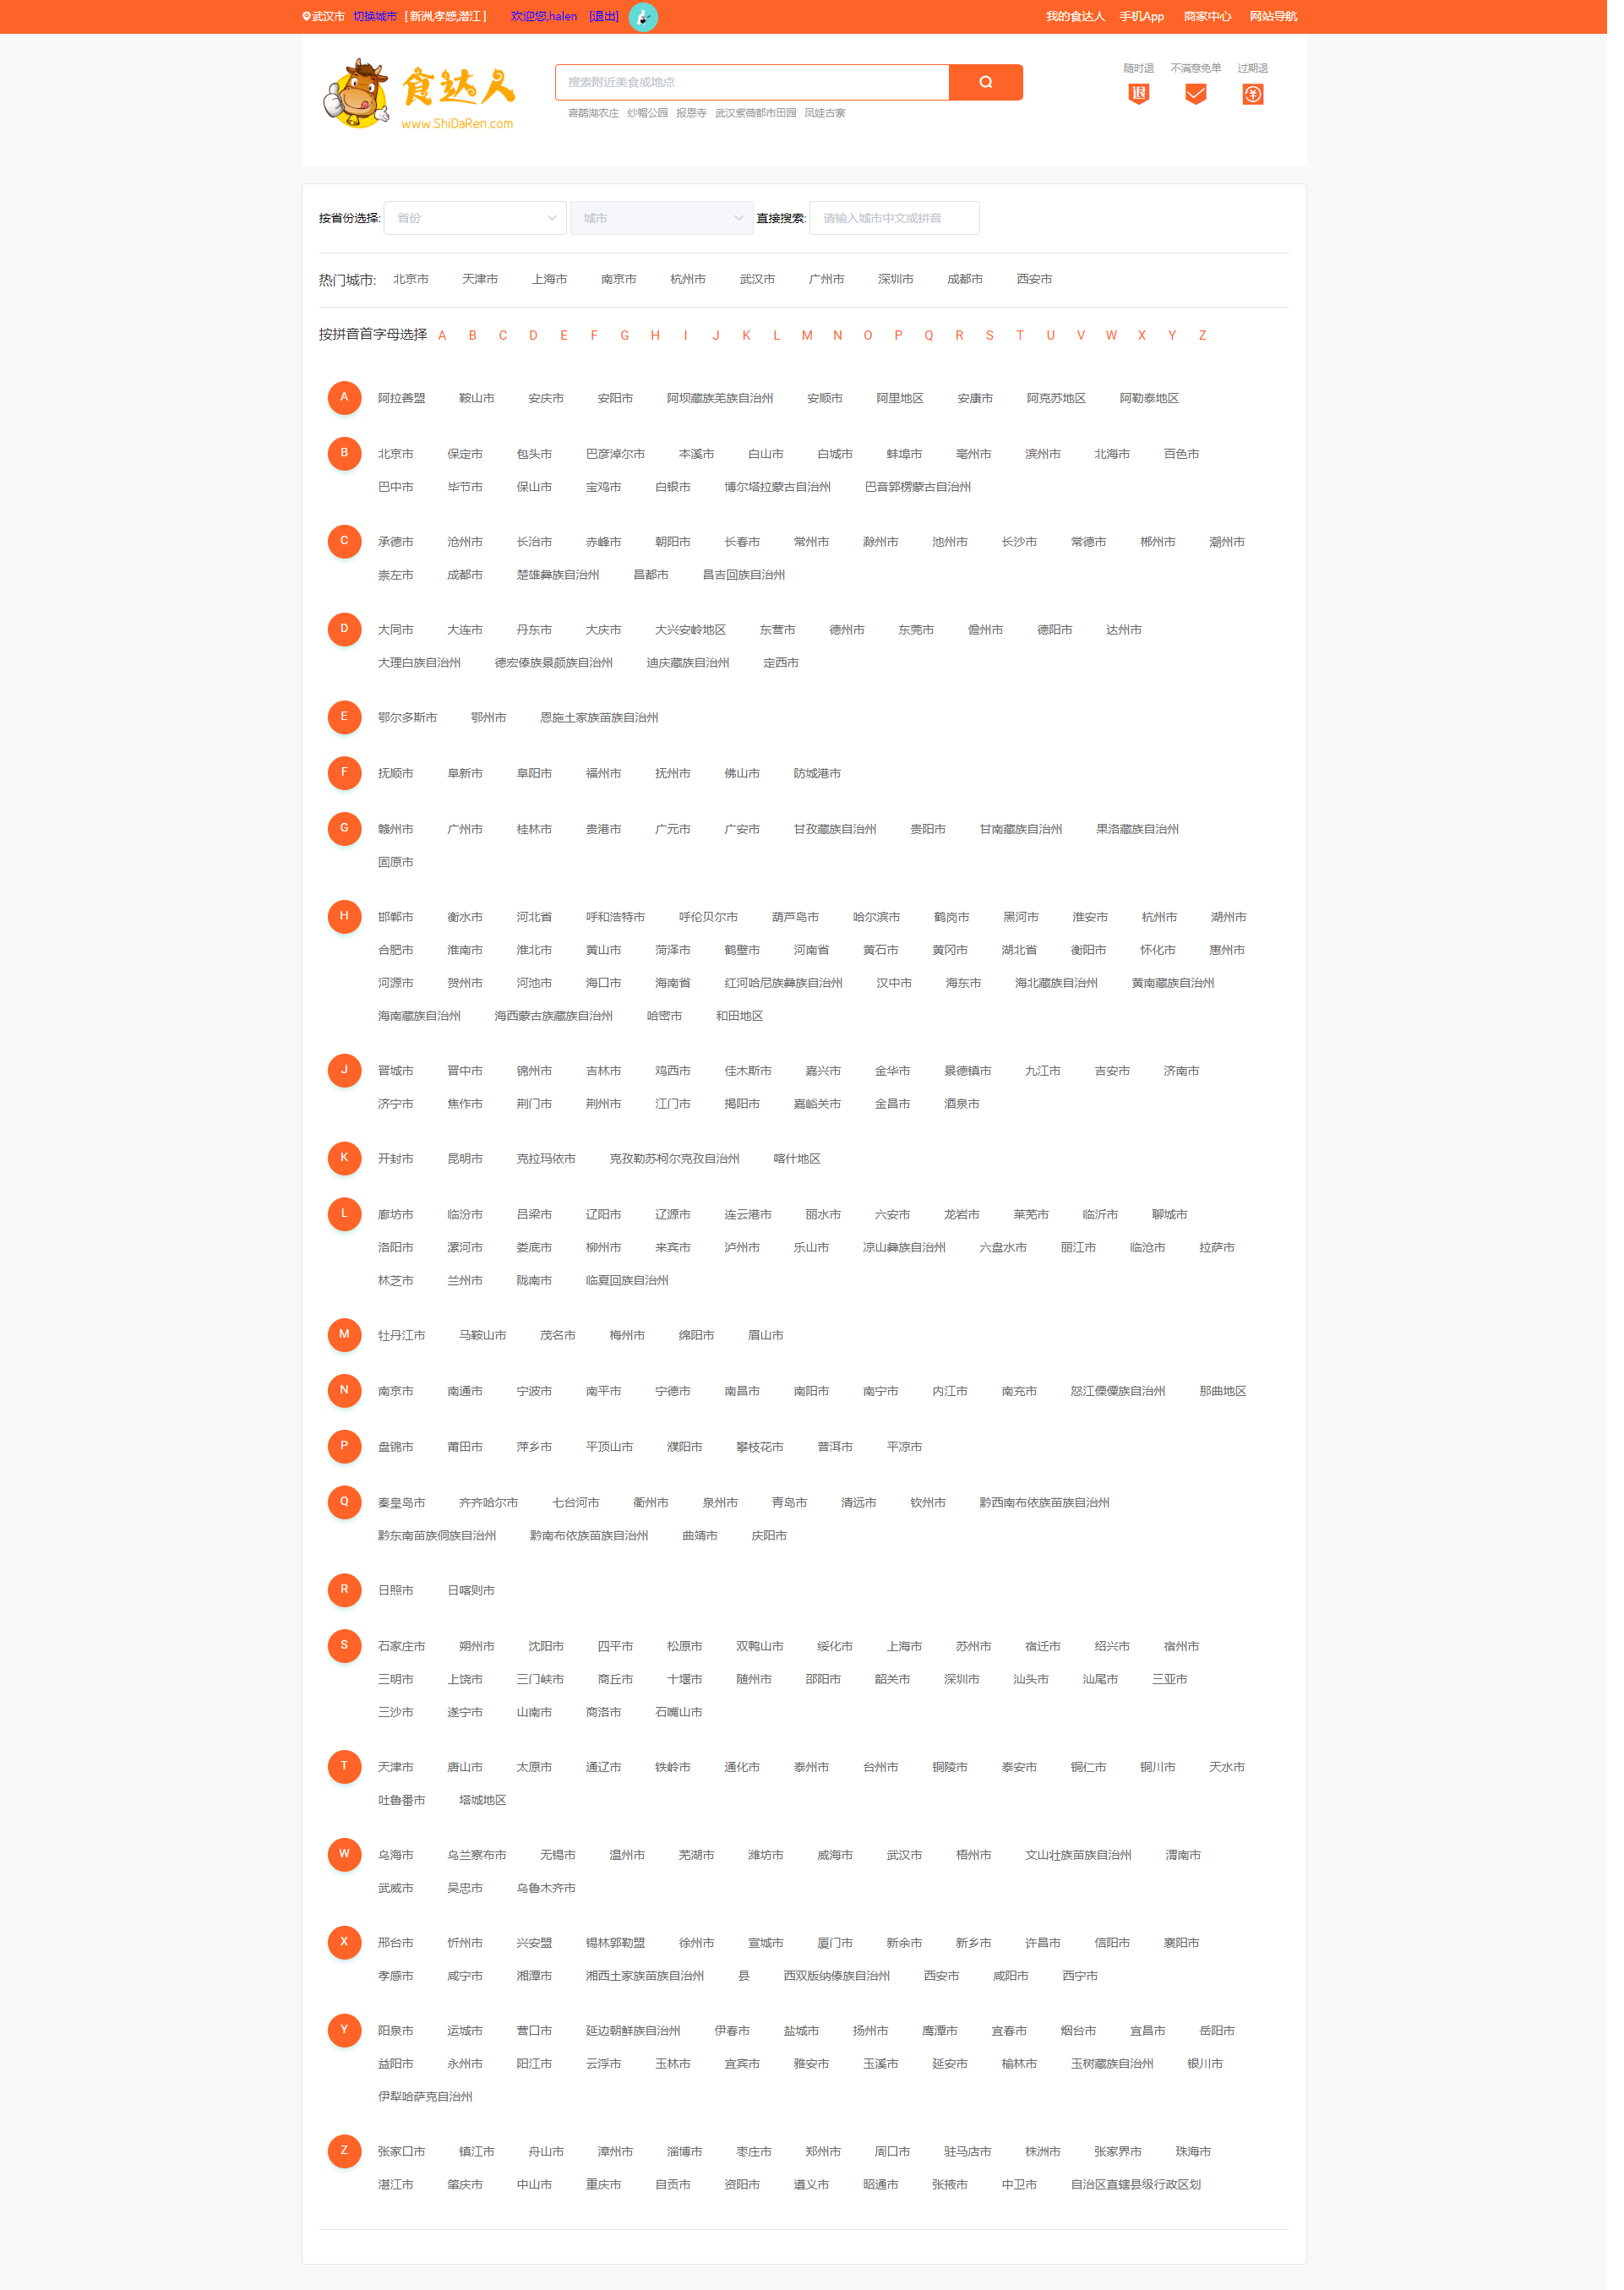 武汉市 切换城市 [ 新洲,孝感,潜江 ] 欢迎您,halen [退出] 我的食达人 手机App 商家中心 网站导航
食达人
www.ShiDaRen.com
搜索附近美食或地点
喜鹊湖农庄 纱帽公园 报恩寺 武汉紫薇都市田园 凤娃古寨
随时退 不满意免单 过期退
退
按省份选择: 省份 城市 直接搜索: 请输入城市中文或拼音
热门城市: 北京市 天津市 上海市 南京市 杭州市 武汉市 广州市 深圳市 成都市 西安市
按拼音首字母选择 A B C D E F G H I J K L M N O P Q R S T U V W X Y Z
A 阿拉善盟 鞍山市 安庆市 安阳市 阿坝藏族羌族自治州 安顺市 阿里地区 安康市 阿克苏地区 阿勒泰地区
B 北京市 保定市 包头市 巴彦淖尔市 本溪市 白山市 白城市 蚌埠市 亳州市 滨州市 北海市 百色市
巴中市 毕节市 保山市 宝鸡市 白银市 博尔塔拉蒙古自治州 巴音郭楞蒙古自治州
C 承德市 沧州市 长治市 赤峰市 朝阳市 长春市 常州市 滁州市 池州市 长沙市 常德市 郴州市 潮州市
崇左市 成都市 楚雄彝族自治州 昌都市 昌吉回族自治州
D 大同市 大连市 丹东市 大庆市 大兴安岭地区 东营市 德州市 东莞市 儋州市 德阳市 达州市
大理白族自治州 德宏傣族景颇族自治州 迪庆藏族自治州 定西市
E 鄂尔多斯市 鄂州市 恩施土家族苗族自治州
F 抚顺市 阜新市 阜阳市 福州市 抚州市 佛山市 防城港市
G 赣州市 广州市 桂林市 贵港市 广元市 广安市 甘孜藏族自治州 贵阳市 甘南藏族自治州 果洛藏族自治州
固原市
H 邯郸市 衡水市 河北省 呼和浩特市 呼伦贝尔市 葫芦岛市 哈尔滨市 鹤岗市 黑河市 淮安市 杭州市 湖州市
合肥市 淮南市 淮北市 黄山市 菏泽市 鹤壁市 河南省 黄石市 黄冈市 湖北省 衡阳市 怀化市 惠州市
河源市 贺州市 河池市 海口市 海南省 红河哈尼族彝族自治州 汉中市 海东市 海北藏族自治州 黄南藏族自治州
海南藏族自治州 海西蒙古族藏族自治州 哈密市 和田地区
J 晋城市 晋中市 锦州市 吉林市 鸡西市 佳木斯市 嘉兴市 金华市 景德镇市 九江市 吉安市 济南市
济宁市 焦作市 荆门市 荆州市 江门市 揭阳市 嘉峪关市 金昌市 酒泉市
K 开封市 昆明市 克拉玛依市 克孜勒苏柯尔克孜自治州 喀什地区
L 廊坊市 临汾市 吕梁市 辽阳市 辽源市 连云港市 丽水市 六安市 龙岩市 莱芜市 临沂市 聊城市
洛阳市 漯河市 娄底市 柳州市 来宾市 泸州市 乐山市 凉山彝族自治州 六盘水市 丽江市 临沧市 拉萨市
林芝市 兰州市 陇南市 临夏回族自治州
M 牡丹江市 马鞍山市 茂名市 梅州市 绵阳市 眉山市
N 南京市 南通市 宁波市 南平市 宁德市 南昌市 南阳市 南宁市 内江市 南充市 怒江傈僳族自治州 那曲地区
P 盘锦市 莆田市 萍乡市 平顶山市 濮阳市 攀枝花市 普洱市 平凉市
Q 秦皇岛市 齐齐哈尔市 七台河市 衢州市 泉州市 青岛市 清远市 钦州市 黔西南布依族苗族自治州
黔东南苗族侗族自治州 黔南布依族苗族自治州 曲靖市 庆阳市
R 日照市 日喀则市
S 石家庄市 朔州市 沈阳市 四平市 松原市 双鸭山市 绥化市 上海市 苏州市 宿迁市 绍兴市 宿州市
三明市 上饶市 三门峡市 商丘市 十堰市 随州市 邵阳市 韶关市 深圳市 汕头市 汕尾市 三亚市
三沙市 遂宁市 山南市 商洛市 石嘴山市
T 天津市 唐山市 太原市 通辽市 铁岭市 通化市 泰州市 台州市 铜陵市 泰安市 铜仁市 铜川市 天水市
吐鲁番市 塔城地区
W 乌海市 乌兰察布市 无锡市 温州市 芜湖市 潍坊市 威海市 武汉市 梧州市 文山壮族苗族自治州 渭南市
武威市 吴忠市 乌鲁木齐市
X 邢台市 忻州市 兴安盟 锡林郭勒盟 徐州市 宣城市 厦门市 新余市 新乡市 许昌市 信阳市 襄阳市
孝感市 咸宁市 湘潭市 湘西土家族苗族自治州 县 西双版纳傣族自治州 西安市 咸阳市 西宁市
Y 阳泉市 运城市 营口市 延边朝鲜族自治州 伊春市 盐城市 扬州市 鹰潭市 宜春市 烟台市 宜昌市 岳阳市
益阳市 永州市 阳江市 云浮市 玉林市 宜宾市 雅安市 玉溪市 延安市 榆林市 玉树藏族自治州 银川市
伊犁哈萨克自治州
Z 张家口市 镇江市 舟山市 漳州市 淄博市 枣庄市 郑州市 周口市 驻马店市 株洲市 张家界市 珠海市
湛江市 肇庆市 中山市 重庆市 自贡市 资阳市 遵义市 昭通市 张掖市 中卫市 自治区直辖县级行政区划